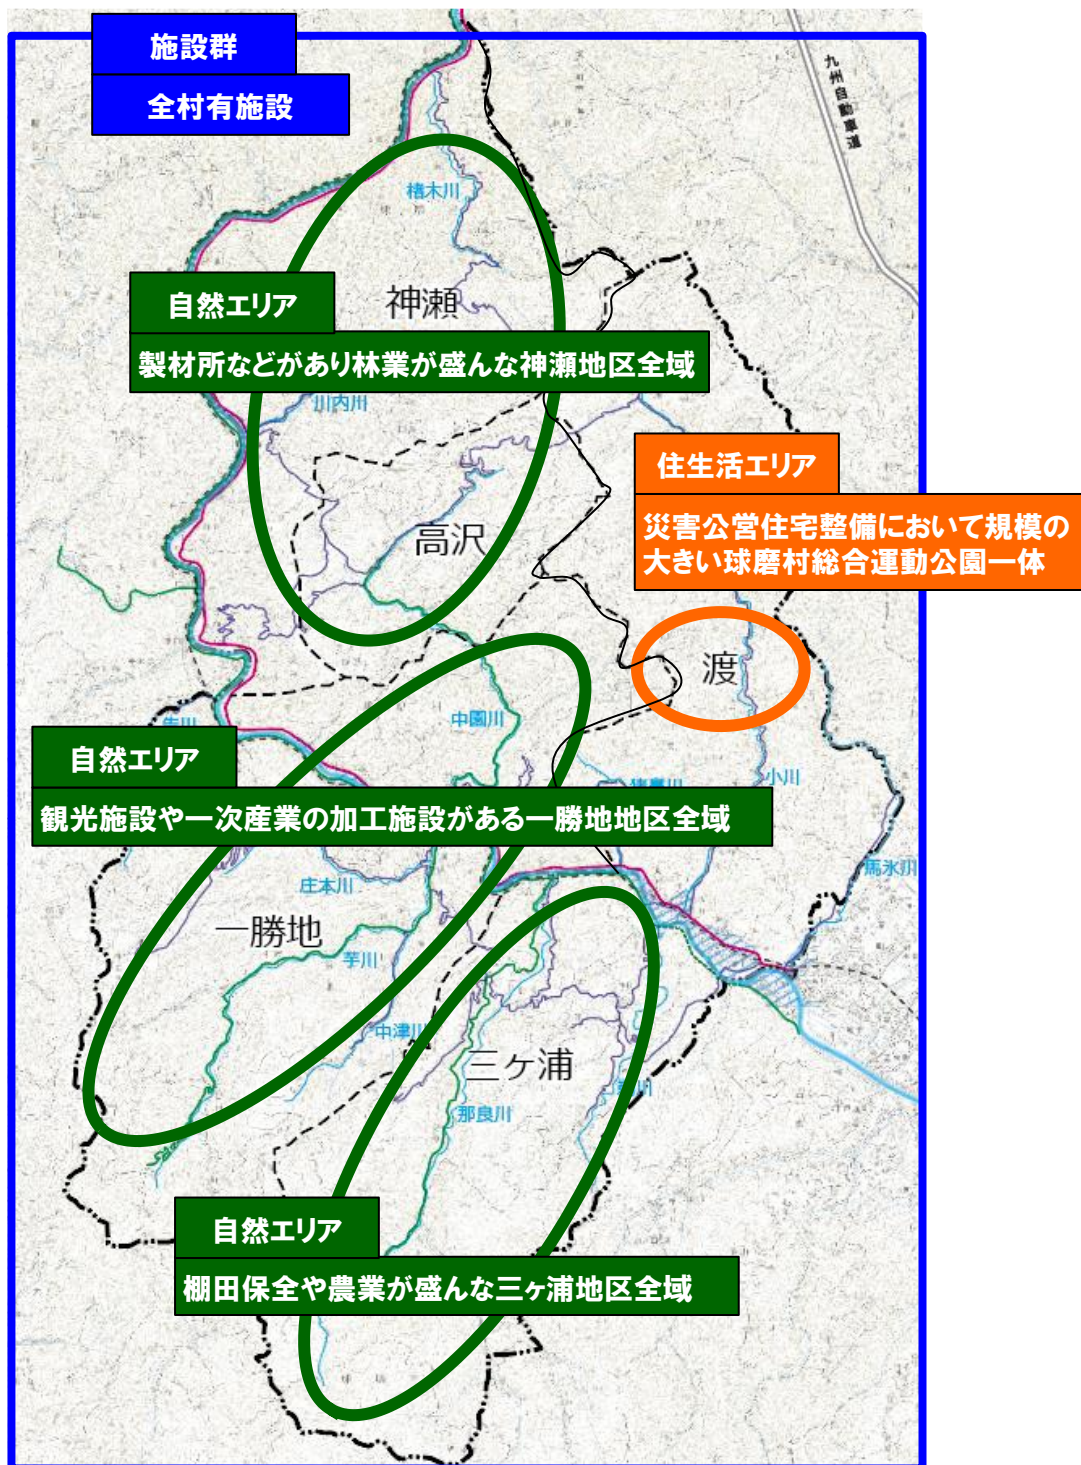 施設群
全村有施設
九州自動車道
楮木川
神瀬
自然エリア
製材所などがあり林業が盛んな神瀬地区全域
川内川
住生活エリア
災害公営住宅整備において規模の
大きい球磨村総合運動公園一体
高沢
渡
中園川
自然エリア
小川
観光施設や一次産業の加工施設がある一勝地地区全域
庄本川
馬氷川
一勝地
芋川
中津川
三ヶ浦
那良川
自然エリア
棚田保全や農業が盛んな三ヶ浦地区全域